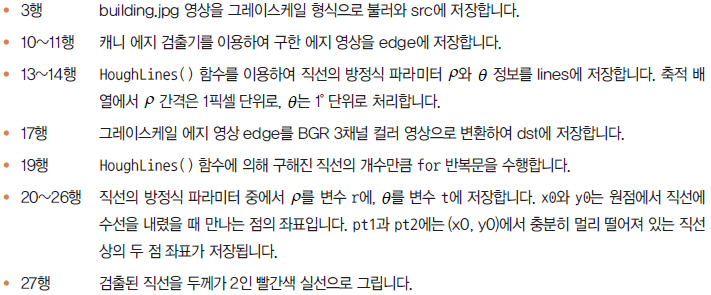 • 3행 building.jpg 영상을 그레이스케일 형식으로 불러와 src에 저장합니다.
• 10~11행 캐니 에지 검출기를 이용하여 구한 에지 영상을 edge에 저장합니다.
• 13~14행 HoughLines() 함수를 이용하여 직선의 방정식 파라미터 ρ와 θ 정보를 lines에 저장합니다. 축적 배
열에서 ρ 간격은 1픽셀 단위로, θ는 1° 단위로 처리합니다.
• 17행 그레이스케일 에지 영상 edge를 BGR 3채널 컬러 영상으로 변환하여 dst에 저장합니다.
• 19행 HoughLines() 함수에 의해 구해진 직선의 개수만큼 for 반복문을 수행합니다.
• 20~26행 직선의 방정식 파라미터 중에서 ρ를 변수 r에, θ를 변수 t에 저장합니다. x0와 y0는 원점에서 직선에
수선을 내렸을 때 만나는 점의 좌표입니다. pt1과 pt2에는 (x0, y0)에서 충분히 멀리 떨어져 있는 직선
상의 두 점 좌표가 저장됩니다.
• 27행 검출된 직선을 두께가 2인 빨간색 실선으로 그립니다.